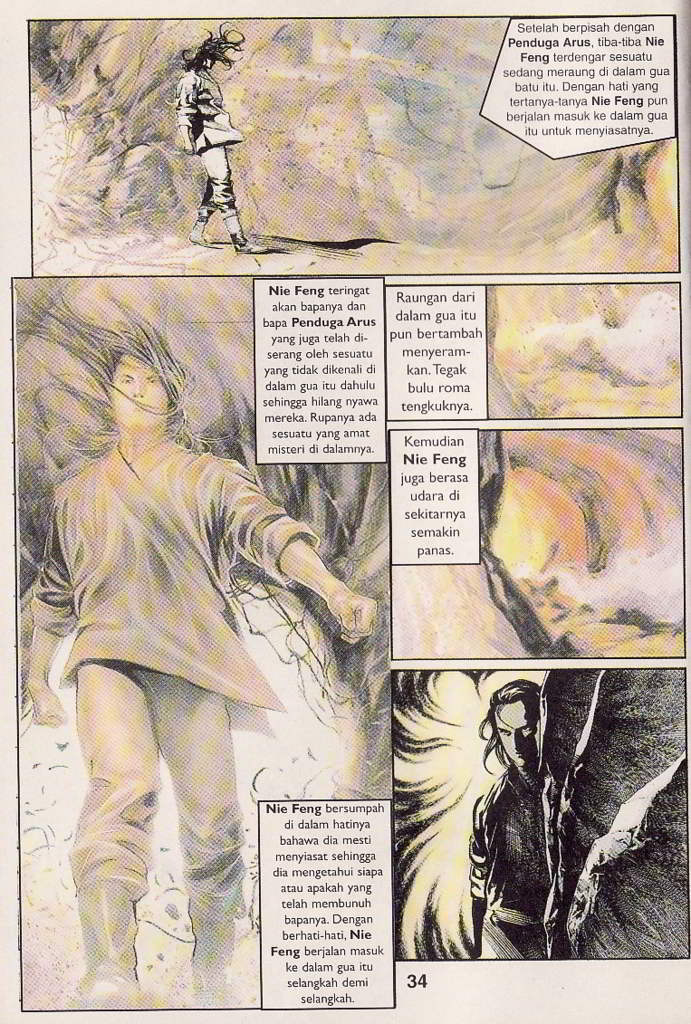 Setelah berpisah dengan
Penduga Arus, tiba-tiba Nie
Feng terdengar sesuatu
sedang meraung di dalam gua
batu itu. Dengan hati yang
tertanya-tanya Nie Feng pun
berjalan masuk ke dalam gua
itu untuk menyiasatnya.
Nie Feng teringat
akan bapanya dan
bapa Penduga Arus
yang juga telah di-
serang oleh sesuatu
yang tidak dikenali di
dalam gua itu dahulu
sehingga hilang nyawa
mereka. Rupanya ada
sesuatu yang amat
misteri di dalamnya.
Raungan dari
dalam gua itu
pun bertambah
menyeram-
kan. Tegak
bulu roma
tengkuknya.
Kemudian
Nie Feng
juga berasa
udara di
sekitarnya
semakin
panas.
Nie Feng bersumpah
di dalam hatinya
bahawa dia mesti
menyiasat sehingga
dia mengetahui siapa
atau apakah yang
telah membunuh
bapanya. Dengan
berhati-hati, Nie
Feng berjalan masuk
ke dalam gua itu
selangkah demi
selangkah.
34